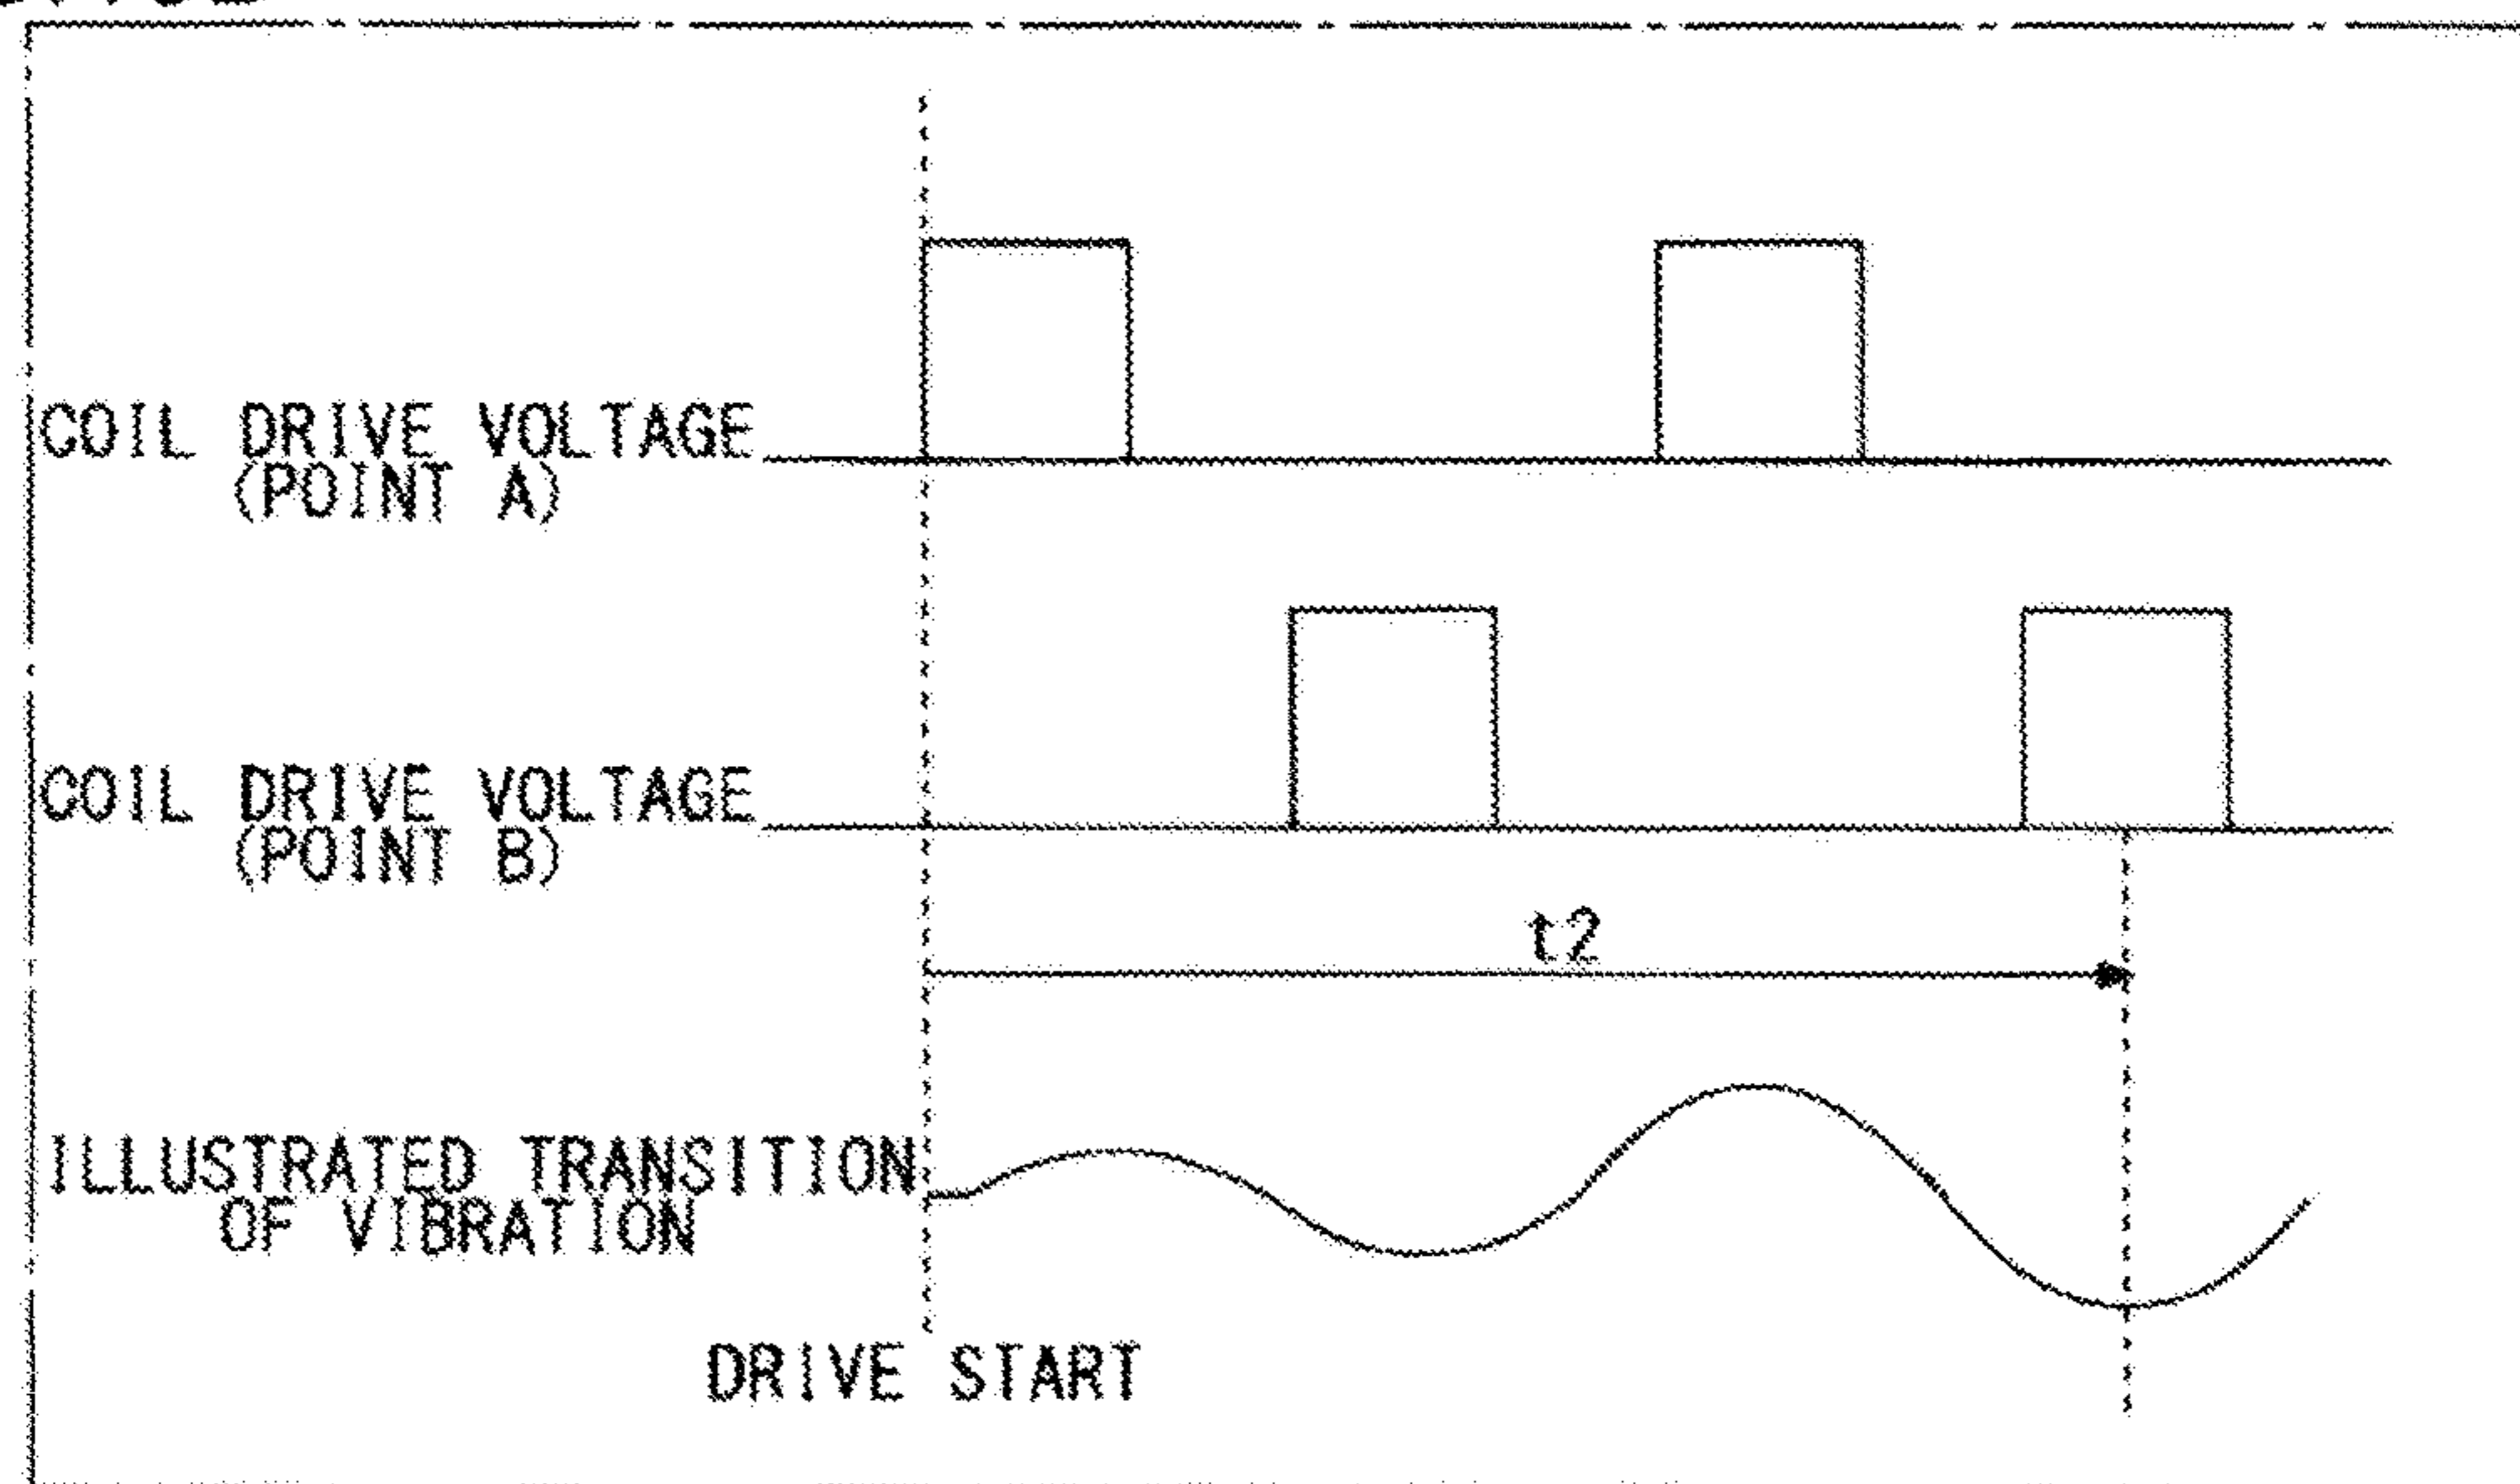 COIL DRIVE VOLTAGE
(POINT A)
COIL DRIVE VOLTAGE
(POINT B)
t2
ILLUSTRATED TRANSITION
OF VIBRATION
DRIVE START